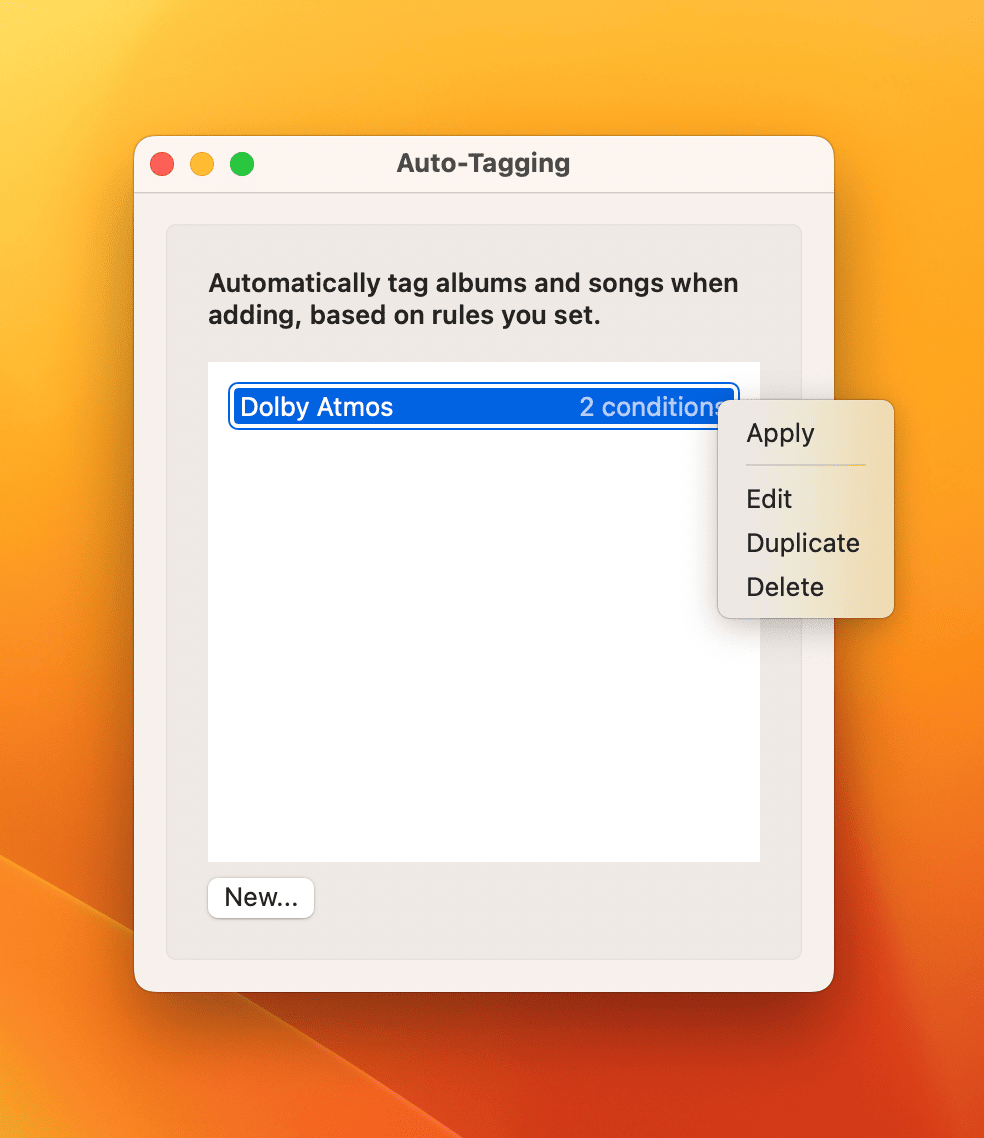 Auto-Tagging
Automatically tag albums and songs when
adding, based on rules you set.
Dolby Atmos 2 conditions
Apply
Edit
Duplicate
Delete
New...